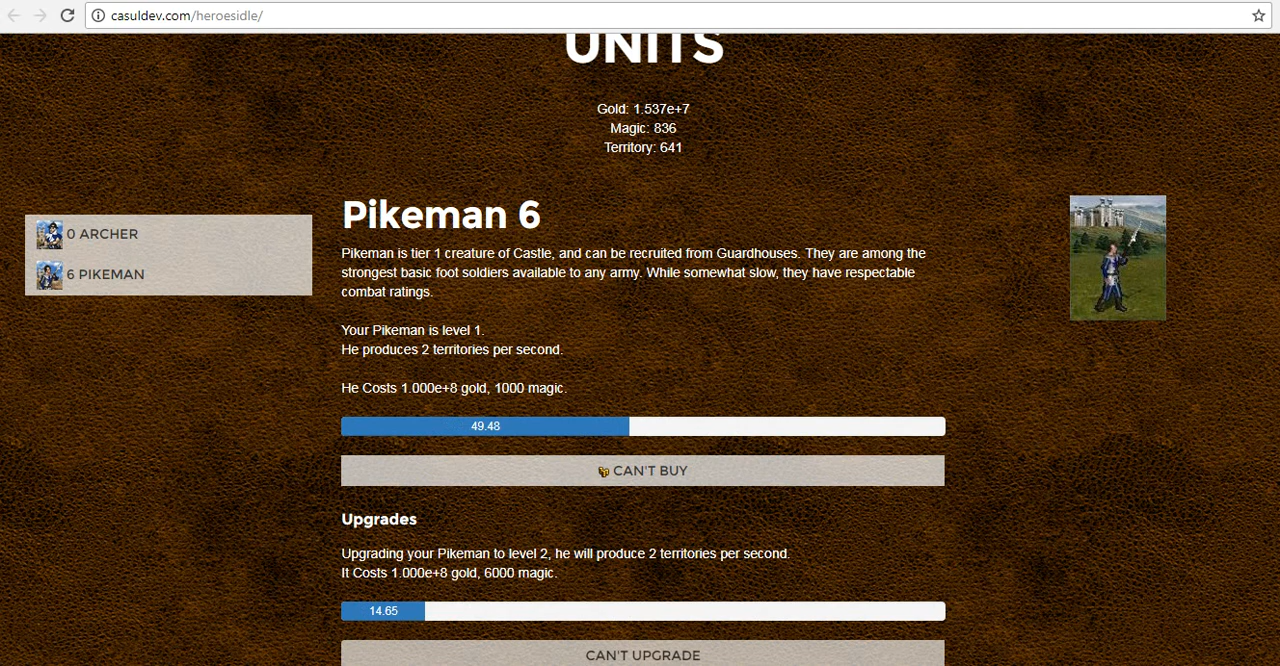 casuldev.com/heroesidle/
UNITS
Gold: 1.537e+7
Magic: 836
Territory: 641
0 ARCHER
6 PIKEMAN
Pikeman 6
Pikeman is tier 1 creature of Castle, and can be recruited from Guardhouses. They are among the
strongest basic foot soldiers available to any army. While somewhat slow, they have respectable
combat ratings.
Your Pikeman is level 1.
He produces 2 territories per second.
He Costs 1.000e+8 gold, 1000 magic.
49.48
CAN'T BUY
Upgrades
Upgrading your Pikeman to level 2, he will produce 2 territories per second.
It Costs 1.000e+8 gold, 6000 magic.
14.65
CAN'T UPGRADE